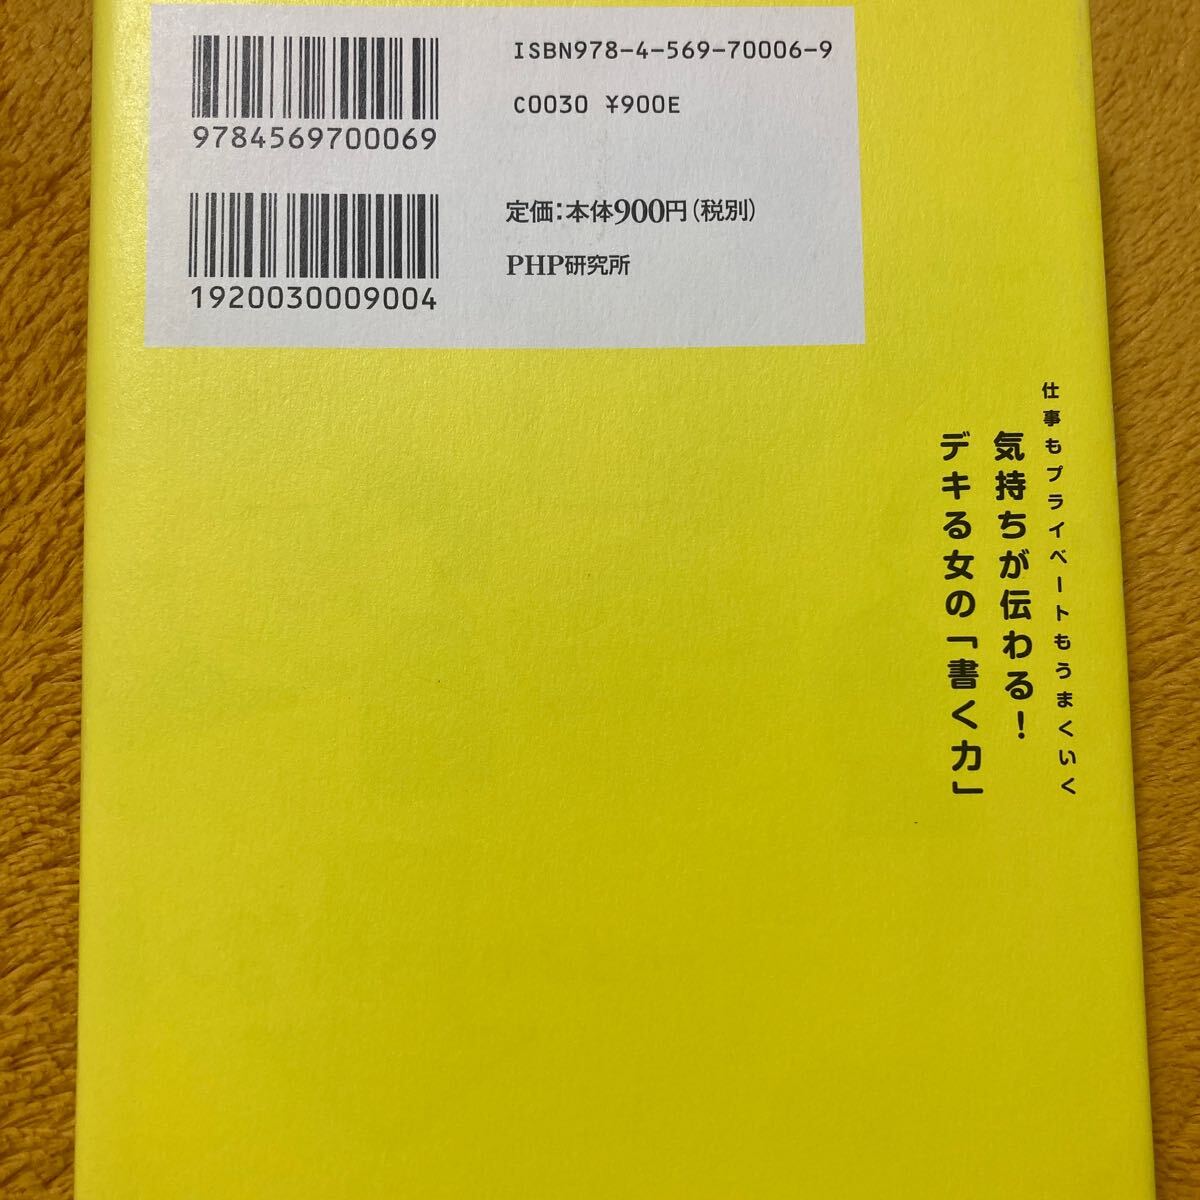 ISBN978-4-569-70006-9
C0030 ¥900E
9784569700069
定価：本体900円（税別）
PHP研究所
1920030009004
仕事もプライベートもうまくいく
気持ちが伝わる！
デキる女の「書く力」